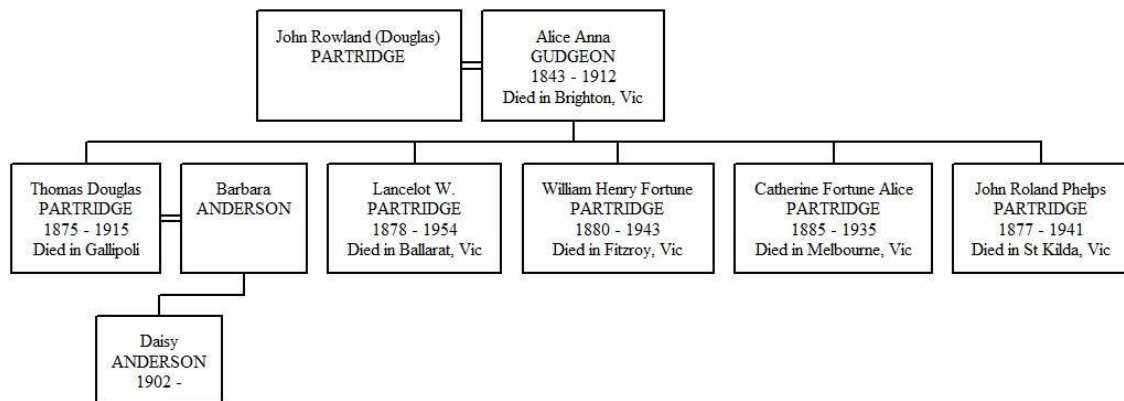 John Rowland (Douglas)
PARTRIDGE
Alice Anna
GUDGEON
1843 - 1912
Died in Brighton, Vic
Thomas Douglas
PARTRIDGE
1875 - 1915
Died in Gallipoli
Barbara
ANDERSON
Lancelot W.
PARTRIDGE
1878 - 1954
Died in Ballarat, Vic
William Henry Fortune
PARTRIDGE
1880 - 1943
Died in Fitzroy, Vic
Catherine Fortune Alice
PARTRIDGE
1885 - 1935
Died in Melbourne, Vic
John Roland Phelps
PARTRIDGE
1877 - 1941
Died in St Kilda, Vic
Daisy
ANDERSON
1902 -